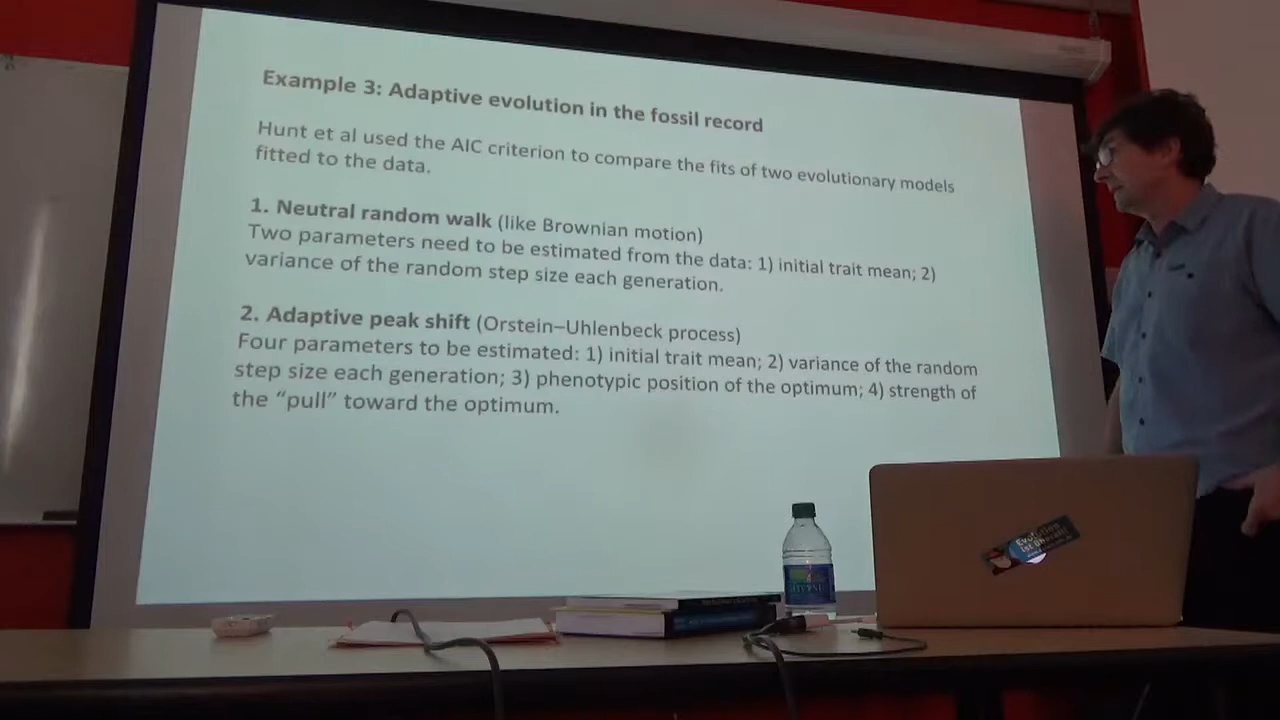 Example 3: Adaptive evolution in the fossil record
Hunt et al used the AIC criterion to compare the fits of two evolutionary models
fitted to the data.
1. Neutral random walk (like Brownian motion)
Two parameters need to be estimated from the data: 1) initial trait mean; 2)
variance of the random step size each generation.
2. Adaptive peak shift (Orstein–Uhlenbeck process)
Four parameters to be estimated: 1) initial trait mean; 2) variance of the random
step size each generation; 3) phenotypic position of the optimum; 4) strength of
the “pull” toward the optimum.
Evolution
ist überall!